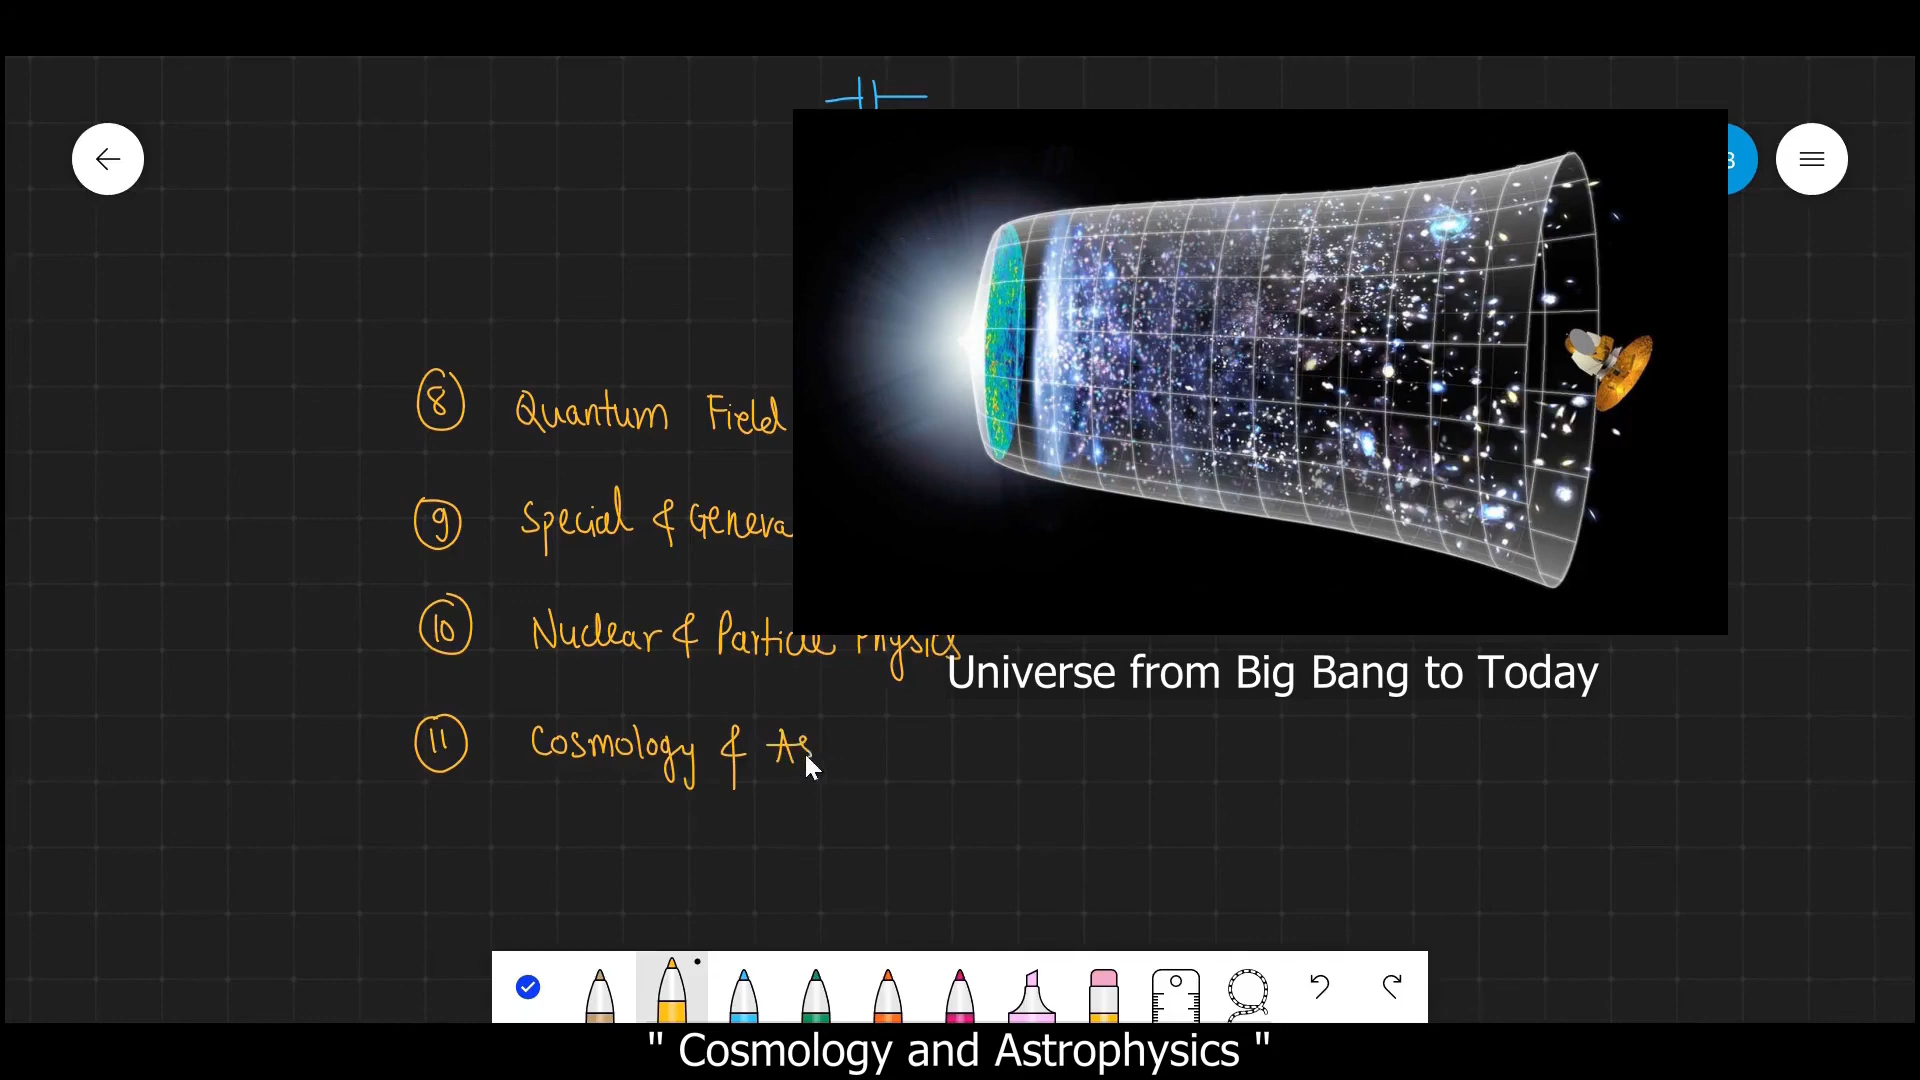 8 Quantum Field
9 Special & Genera
10 Nuclear & Particle Physics
Universe from Big Bang to Today
11 Cosmology & As
" Cosmology and Astrophysics "